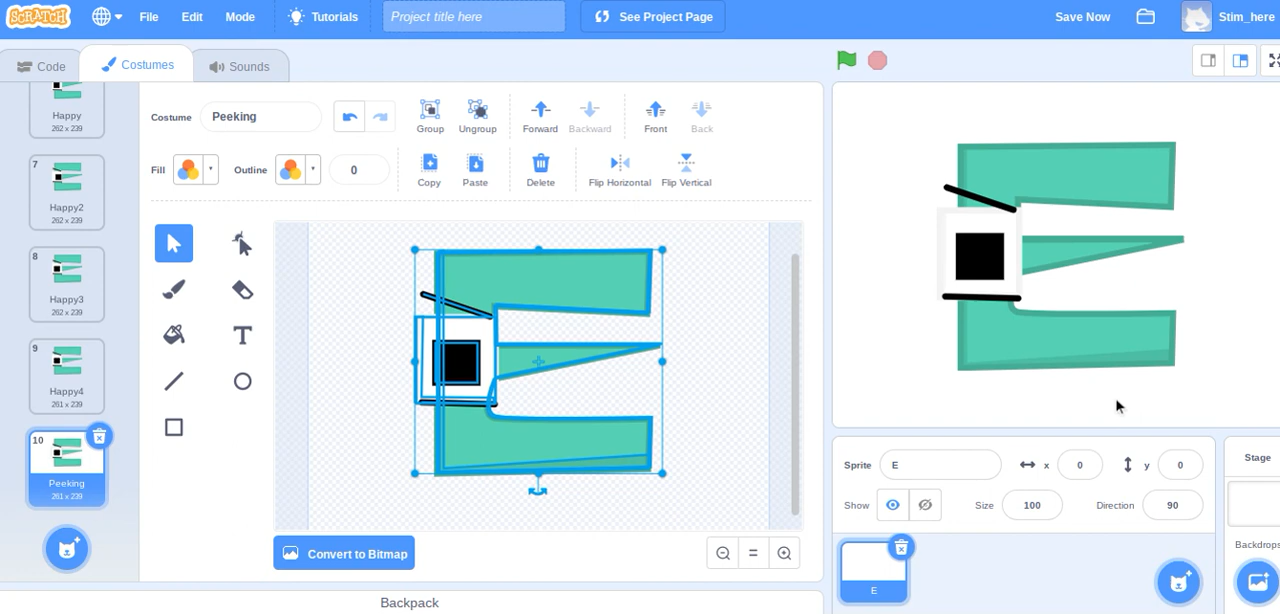 SCRATCH File Edit Mode Tutorials Project title here See Project Page Save Now Stim_here
Code Costumes Sounds
Happy
262 x 239
7
Happy2
262 x 239
8
Happy3
262 x 239
9
Happy4
261 x 239
10
Peeking
261 x 239
Costume Peeking Group Ungroup Forward Backward Front Back
Fill Outline 0 Copy Paste Delete Flip Horizontal Flip Vertical
T
Convert to Bitmap
Backpack
Sprite E x 0 y 0
Show Size 100 Direction 90
E
Stage
Backdrops